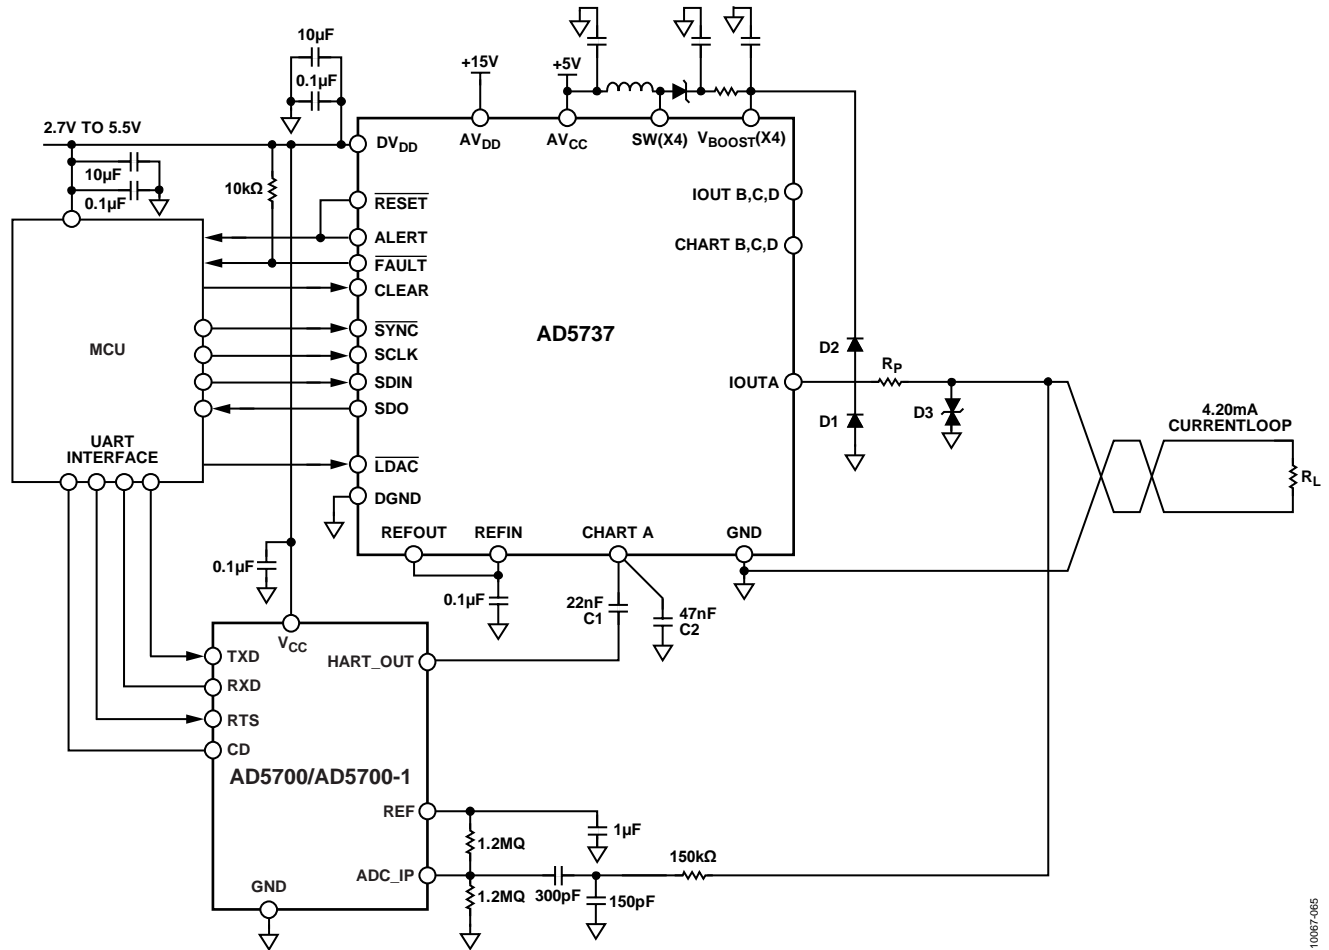 10µF
0.1µF
+15V
+5V
2.7V TO 5.5V
10µF
0.1µF
10kΩ
DVDD
AVDD
AVCC
SW(X4)
VBOOST(X4)
RESET
ALERT
FAULT
CLEAR
SYNC
SCLK
SDIN
SDO
LDAC
DGND
IOUT B,C,D
CHART B,C,D
AD5737
IOUTA
MCU
UART
INTERFACE
D2
RP
D1
D3
4.20mA
CURRENTLOOP
RL
REFOUT
REFIN
CHART A
GND
0.1µF
0.1µF
22nF
C1
47nF
C2
VCC
TXD
RXD
RTS
CD
HART_OUT
AD5700/AD5700-1
REF
1.2MQ
1µF
ADC_IP
1.2MQ
300pF
150pF
150kΩ
GND
10067-065